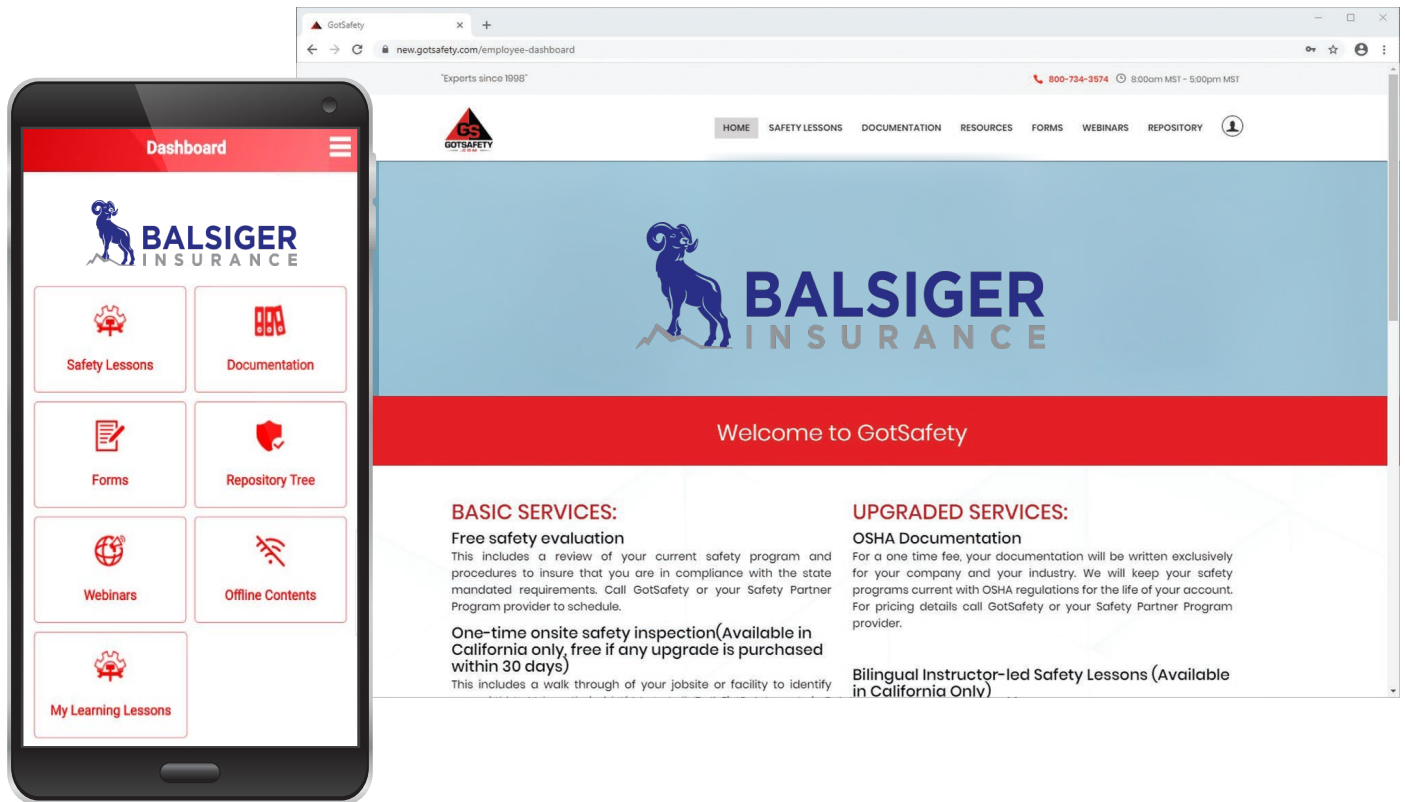 GotSafety
new.gotsafety.com/employee-dashboard
"Experts since 1998"
800-734-3574 8:00am MST - 5:00pm MST
GS
GOTSAFETY
.COM
HOME SAFETY LESSONS DOCUMENTATION RESOURCES FORMS WEBINARS REPOSITORY
BALSIGER
INSURANCE
Welcome to GotSafety
BASIC SERVICES:
Free safety evaluation
This includes a review of your current safety program and
procedures to insure that you are in compliance with the state
mandated requirements. Call GotSafety or your Safety Partner
Program provider to schedule.
One-time onsite safety inspection(Available in
California only, free if any upgrade is purchased
within 30 days)
This includes a walk through of your jobsite or facility to identify
UPGRADED SERVICES:
OSHA Documentation
For a one time fee, your documentation will be written exclusively
for your company and your industry. We will keep your safety
programs current with OSHA regulations for the life of your account.
For pricing details call GotSafety or your Safety Partner Program
provider.
Bilingual Instructor-led Safety Lessons (Available
in California Only)
Dashboard
BALSIGER
INSURANCE
Safety Lessons
Documentation
Forms
Repository Tree
Webinars
Offline Contents
My Learning Lessons